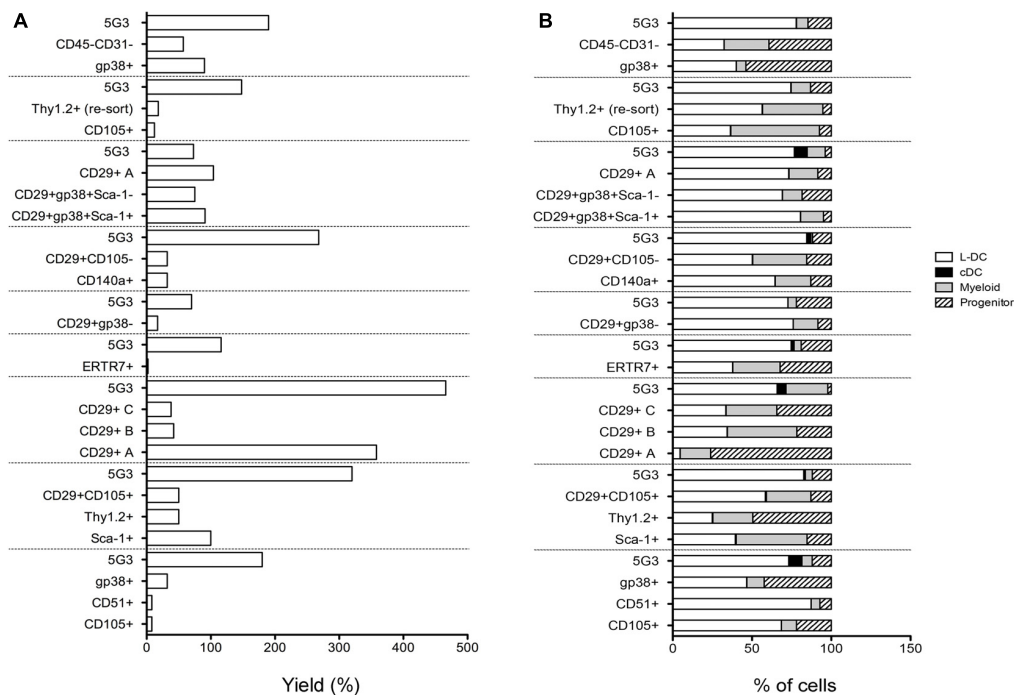 A
5G3
CD45-CD31-
gp38+
5G3
Thy1.2+ (re-sort)
CD105+
5G3
CD29+ A
CD29+gp38+Sca-1-
CD29+gp38+Sca-1+
5G3
CD29+CD105-
CD140a+
5G3
CD29+gp38-
5G3
ERTR7+
5G3
CD29+ C
CD29+ B
CD29+ A
5G3
CD29+CD105+
Thy1.2+
Sca-1+
5G3
gp38+
CD51+
CD105+
0 100 200 300 400 500
Yield (%)
B
5G3
CD45-CD31-
gp38+
5G3
Thy1.2+ (re-sort)
CD105+
5G3
CD29+ A
CD29+gp38+Sca-1-
CD29+gp38+Sca-1+
5G3
CD29+CD105-
CD140a+
5G3
CD29+gp38-
5G3
ERTR7+
5G3
CD29+ C
CD29+ B
CD29+ A
5G3
CD29+CD105+
Thy1.2+
Sca-1+
5G3
gp38+
CD51+
CD105+
0 50 100 150
% of cells
L-DC
cDC
Myeloid
Progenitor